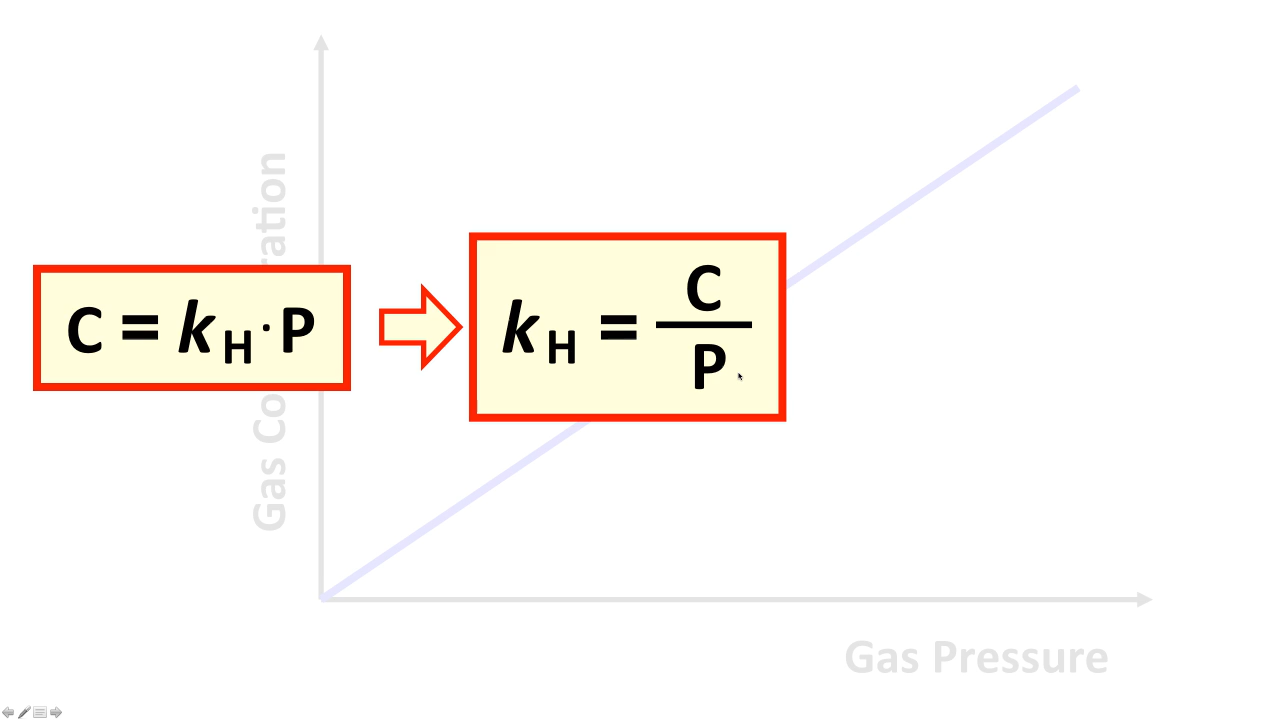 C = kH·P
kH = C
P
Gas Pressure